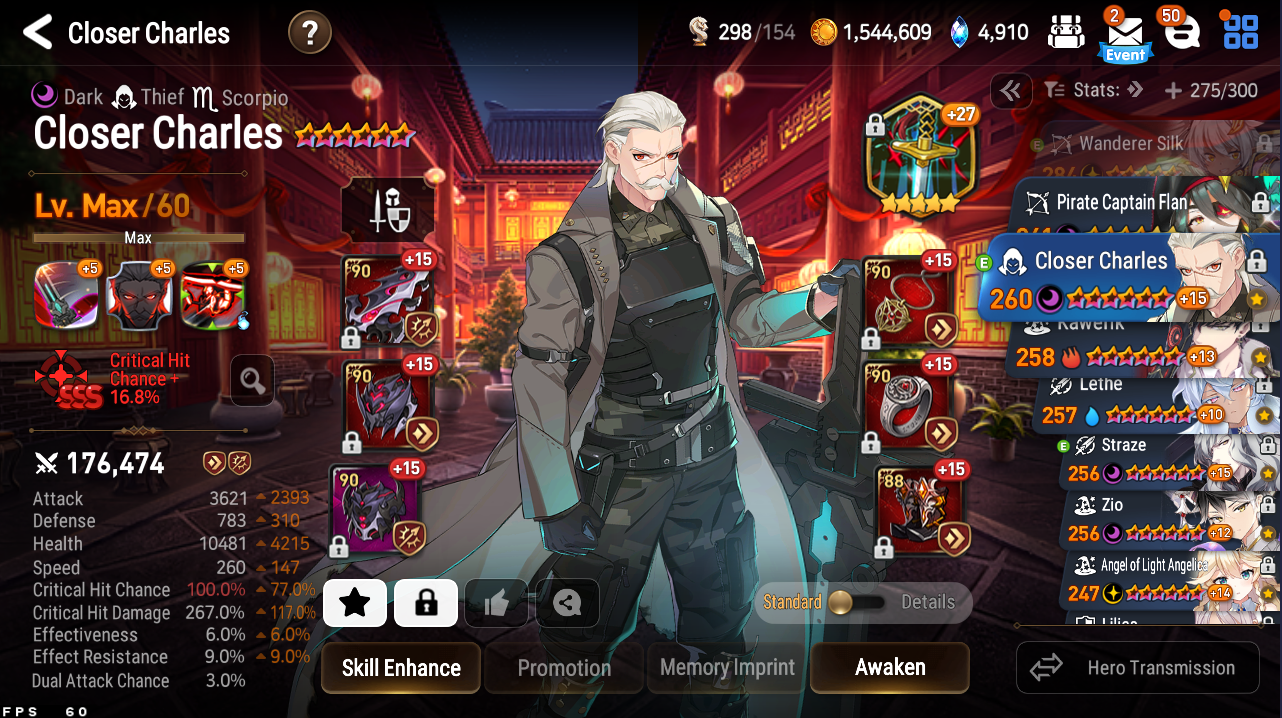 Closer Charles
?
298/154
1,544,609
4,910
2
Event
50
Dark Thief Scorpio
Closer Charles
Stats: 275/300
+27
Lv. Max/60
Max
+5 +5 +5
Critical Hit
Chance +
16.8%
SSS
176,474
Attack 3621 2393
Defense 783 310
Health 10481 4215
Speed 260 147
Critical Hit Chance 100.0% 77.0%
Critical Hit Damage 267.0% 117.0%
Effectiveness 6.0% 6.0%
Effect Resistance 9.0% 9.0%
Dual Attack Chance 3.0%
FPS 60
90 +15
90 +15
90 +15
90 +15
90 +15
88 +15
Wanderer Silk
Pirate Captain Flan
E Closer Charles
260 +15
Kawerik
258 +13
Lethe
257 +10
E Straze
256 +15
Zio
256 +12
Angel of Light Angelica
247 +14
Standard Details
Skill Enhance
Promotion
Memory Imprint
Awaken
Hero Transmission